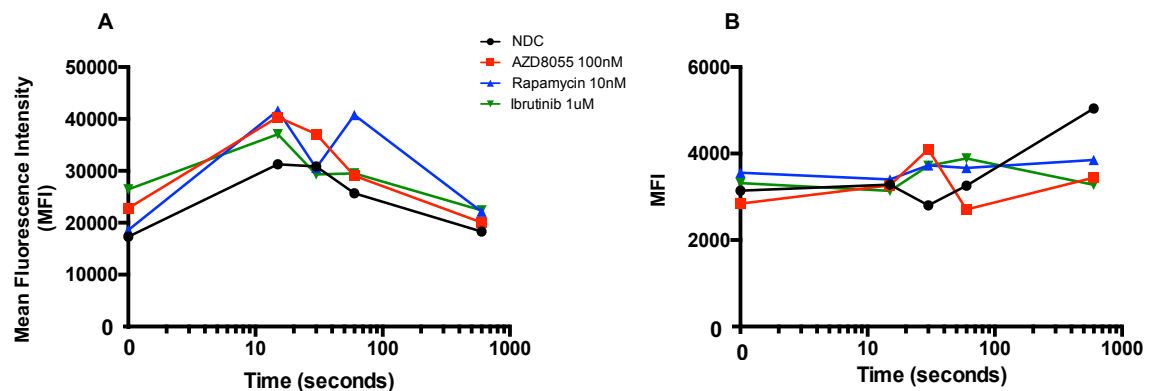 A
B
NDC
AZD8055 100nM
Rapamycin 10nM
Ibrutinib 1uM
Mean Fluorescence Intensity
(MFI)
50000
40000
30000
20000
10000
0
0
10
100
1000
Time (seconds)
MFI
6000
4000
2000
0
0
10
100
1000
Time (seconds)